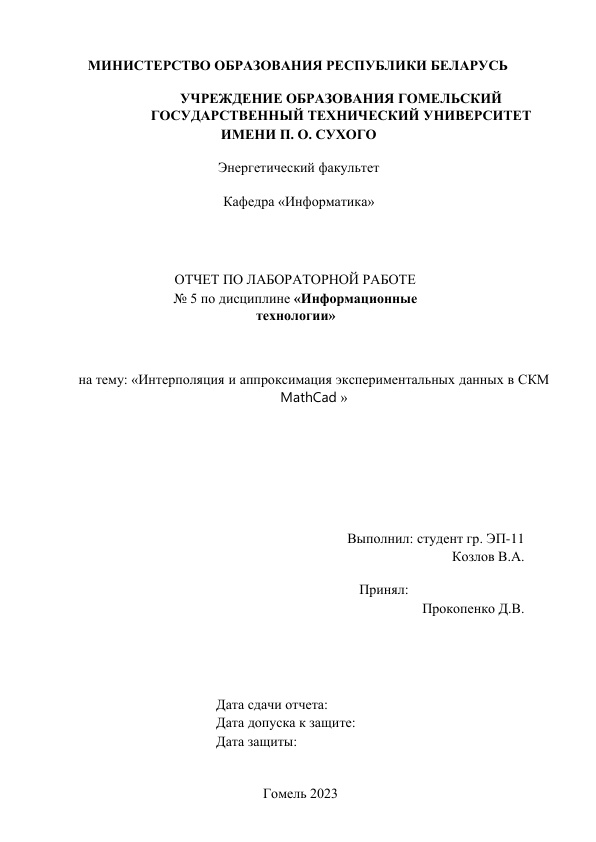 МИНИСТЕРСТВО ОБРАЗОВАНИЯ РЕСПУБЛИКИ БЕЛАРУСЬ
УЧРЕЖДЕНИЕ ОБРАЗОВАНИЯ ГОМЕЛЬСКИЙ
ГОСУДАРСТВЕННЫЙ ТЕХНИЧЕСКИЙ УНИВЕРСИТЕТ
ИМЕНИ П. О. СУХОГО
Энергетический факультет
Кафедра «Информатика»
ОТЧЕТ ПО ЛАБОРАТОРНОЙ РАБОТЕ
№ 5 по дисциплине «Информационные
технологии»
на тему: «Интерполяция и аппроксимация экспериментальных данных в СКМ
MathCad »
Выполнил: студент гр. ЭП-11
Козлов В.А.
Принял:
Прокопенко Д.В.
Дата сдачи отчета:
Дата допуска к защите:
Дата защиты:
Гомель 2023